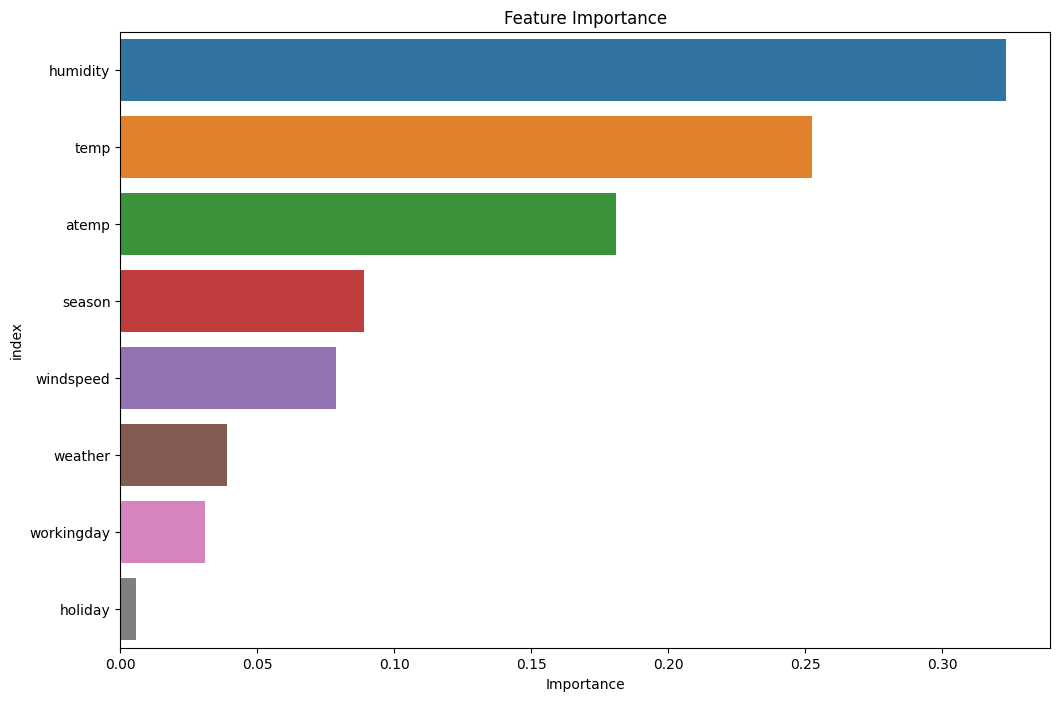 Feature Importance
humidity
temp
atemp
season
windspeed
weather
workingday
holiday
index
0.00 0.05 0.10 0.15 0.20 0.25 0.30
Importance